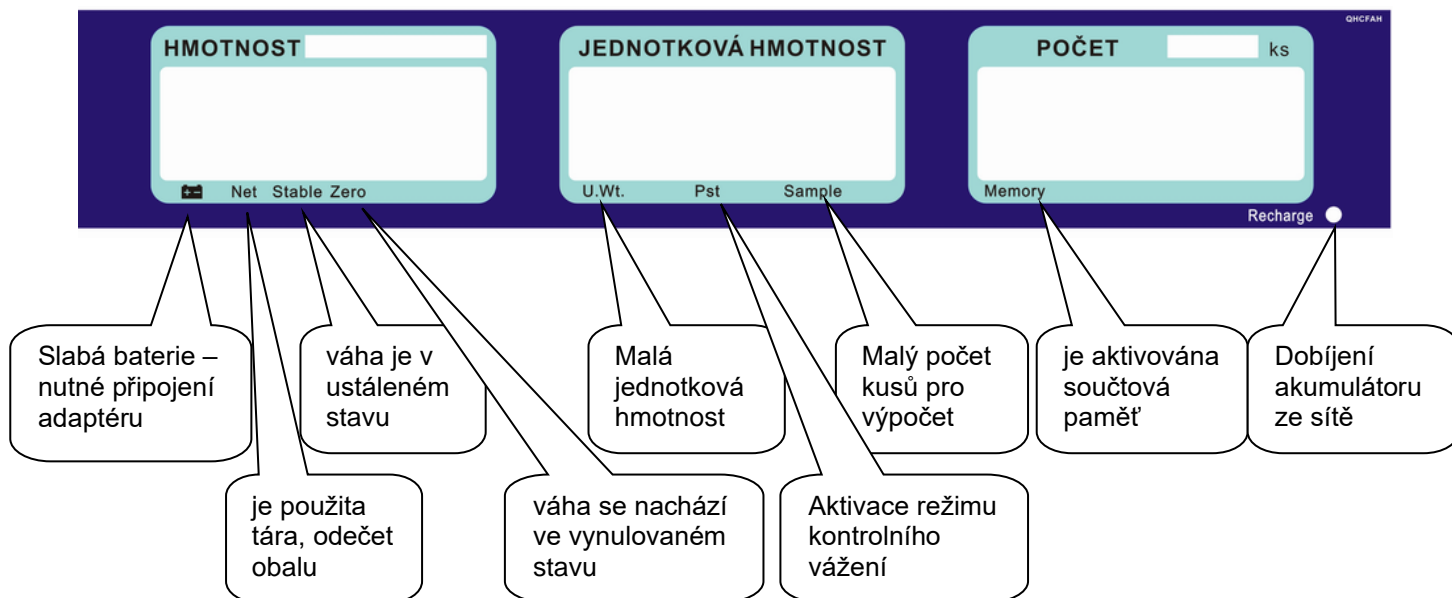 QHCFAH
HMOTNOST
JEDNOTKOVÁ HMOTNOST
POČET ks
Net Stable Zero
U.Wt. Pst Sample
Memory
Recharge
Slabá baterie –
nutné připojení
adaptéru
váha je v
ustáleném
stavu
Malá
jednotková
hmotnost
Malý počet
kusů pro
výpočet
je aktivována
součtová
paměť
Dobíjení
akumulátoru
ze sítě
je použita
tára, odečet
obalu
váha se nachází
ve vynulovaném
stavu
Aktivace režimu
kontrolního
vážení